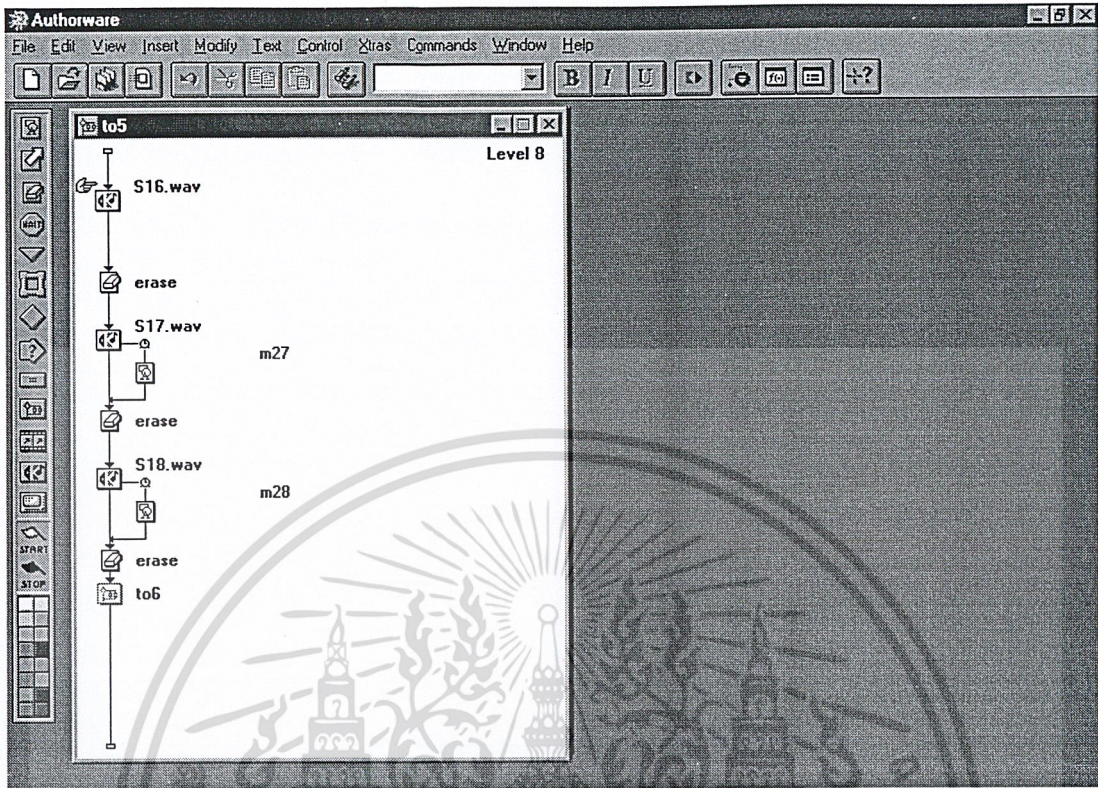 Authorware
File Edit View Insert Modify Text Control Xtras Commands Window Help
B I U
to5
Level 8
S16.wav
erase
S17.wav
m27
erase
S18.wav
m28
erase
to6
WAIT
START
STOP